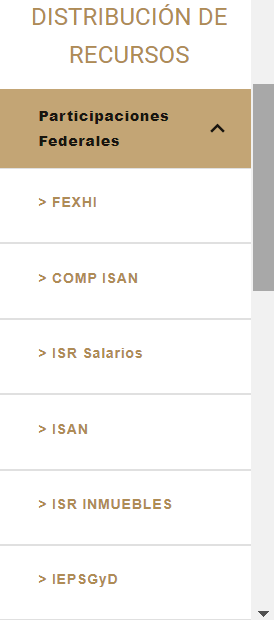 DISTRIBUCIÓN DE
RECURSOS
Participaciones
Federales
> FEXHI
> COMP ISAN
> ISR Salarios
> ISAN
> ISR INMUEBLES
> IEPSGyD